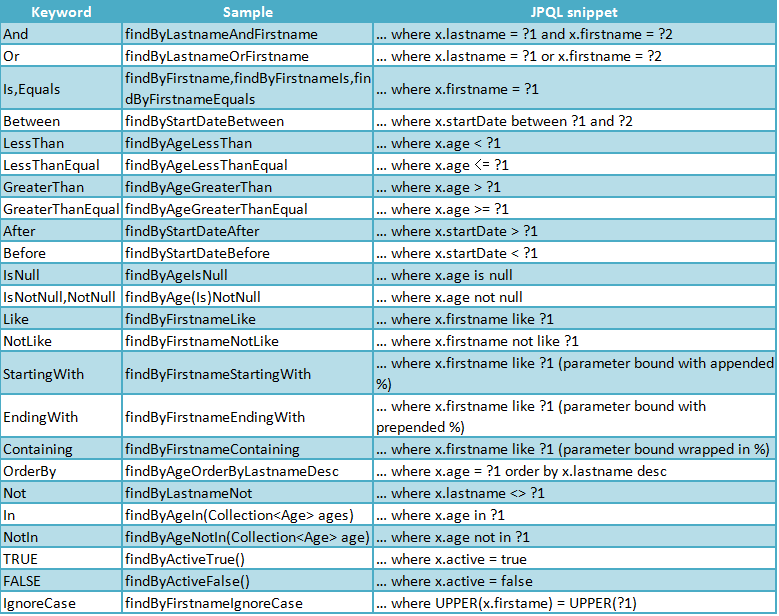 Keyword Sample JPQL snippet
And findByLastnameAndFirstname … where x.lastname = ?1 and x.firstname = ?2
Or findByLastnameOrFirstname … where x.lastname = ?1 or x.firstname = ?2
Is,Equals findByFirstname,findByFirstnameIs,fin
dByFirstnameEquals … where x.firstname = ?1
Between findByStartDateBetween … where x.startDate between ?1 and ?2
LessThan findByAgeLessThan … where x.age < ?1
LessThanEqual findByAgeLessThanEqual … where x.age <= ?1
GreaterThan findByAgeGreaterThan … where x.age > ?1
GreaterThanEqual findByAgeGreaterThanEqual … where x.age >= ?1
After findByStartDateAfter … where x.startDate > ?1
Before findByStartDateBefore … where x.startDate < ?1
IsNull findByAgeIsNull … where x.age is null
IsNotNull,NotNull findByAge(Is)NotNull … where x.age not null
Like findByFirstnameLike … where x.firstname like ?1
NotLike findByFirstnameNotLike … where x.firstname not like ?1
StartingWith findByFirstnameStartingWith … where x.firstname like ?1 (parameter bound with appended
%)
EndingWith findByFirstnameEndingWith … where x.firstname like ?1 (parameter bound with
prepended %)
Containing findByFirstnameContaining … where x.firstname like ?1 (parameter bound wrapped in %)
OrderBy findByAgeOrderByLastnameDesc … where x.age = ?1 order by x.lastname desc
Not findByLastnameNot … where x.lastname <> ?1
In findByAgeIn(Collection<Age> ages) … where x.age in ?1
NotIn findByAgeNotIn(Collection<Age> age) … where x.age not in ?1
TRUE findByActiveTrue() … where x.active = true
FALSE findByActiveFalse() … where x.active = false
IgnoreCase findByFirstnameIgnoreCase … where UPPER(x.firstame) = UPPER(?1)